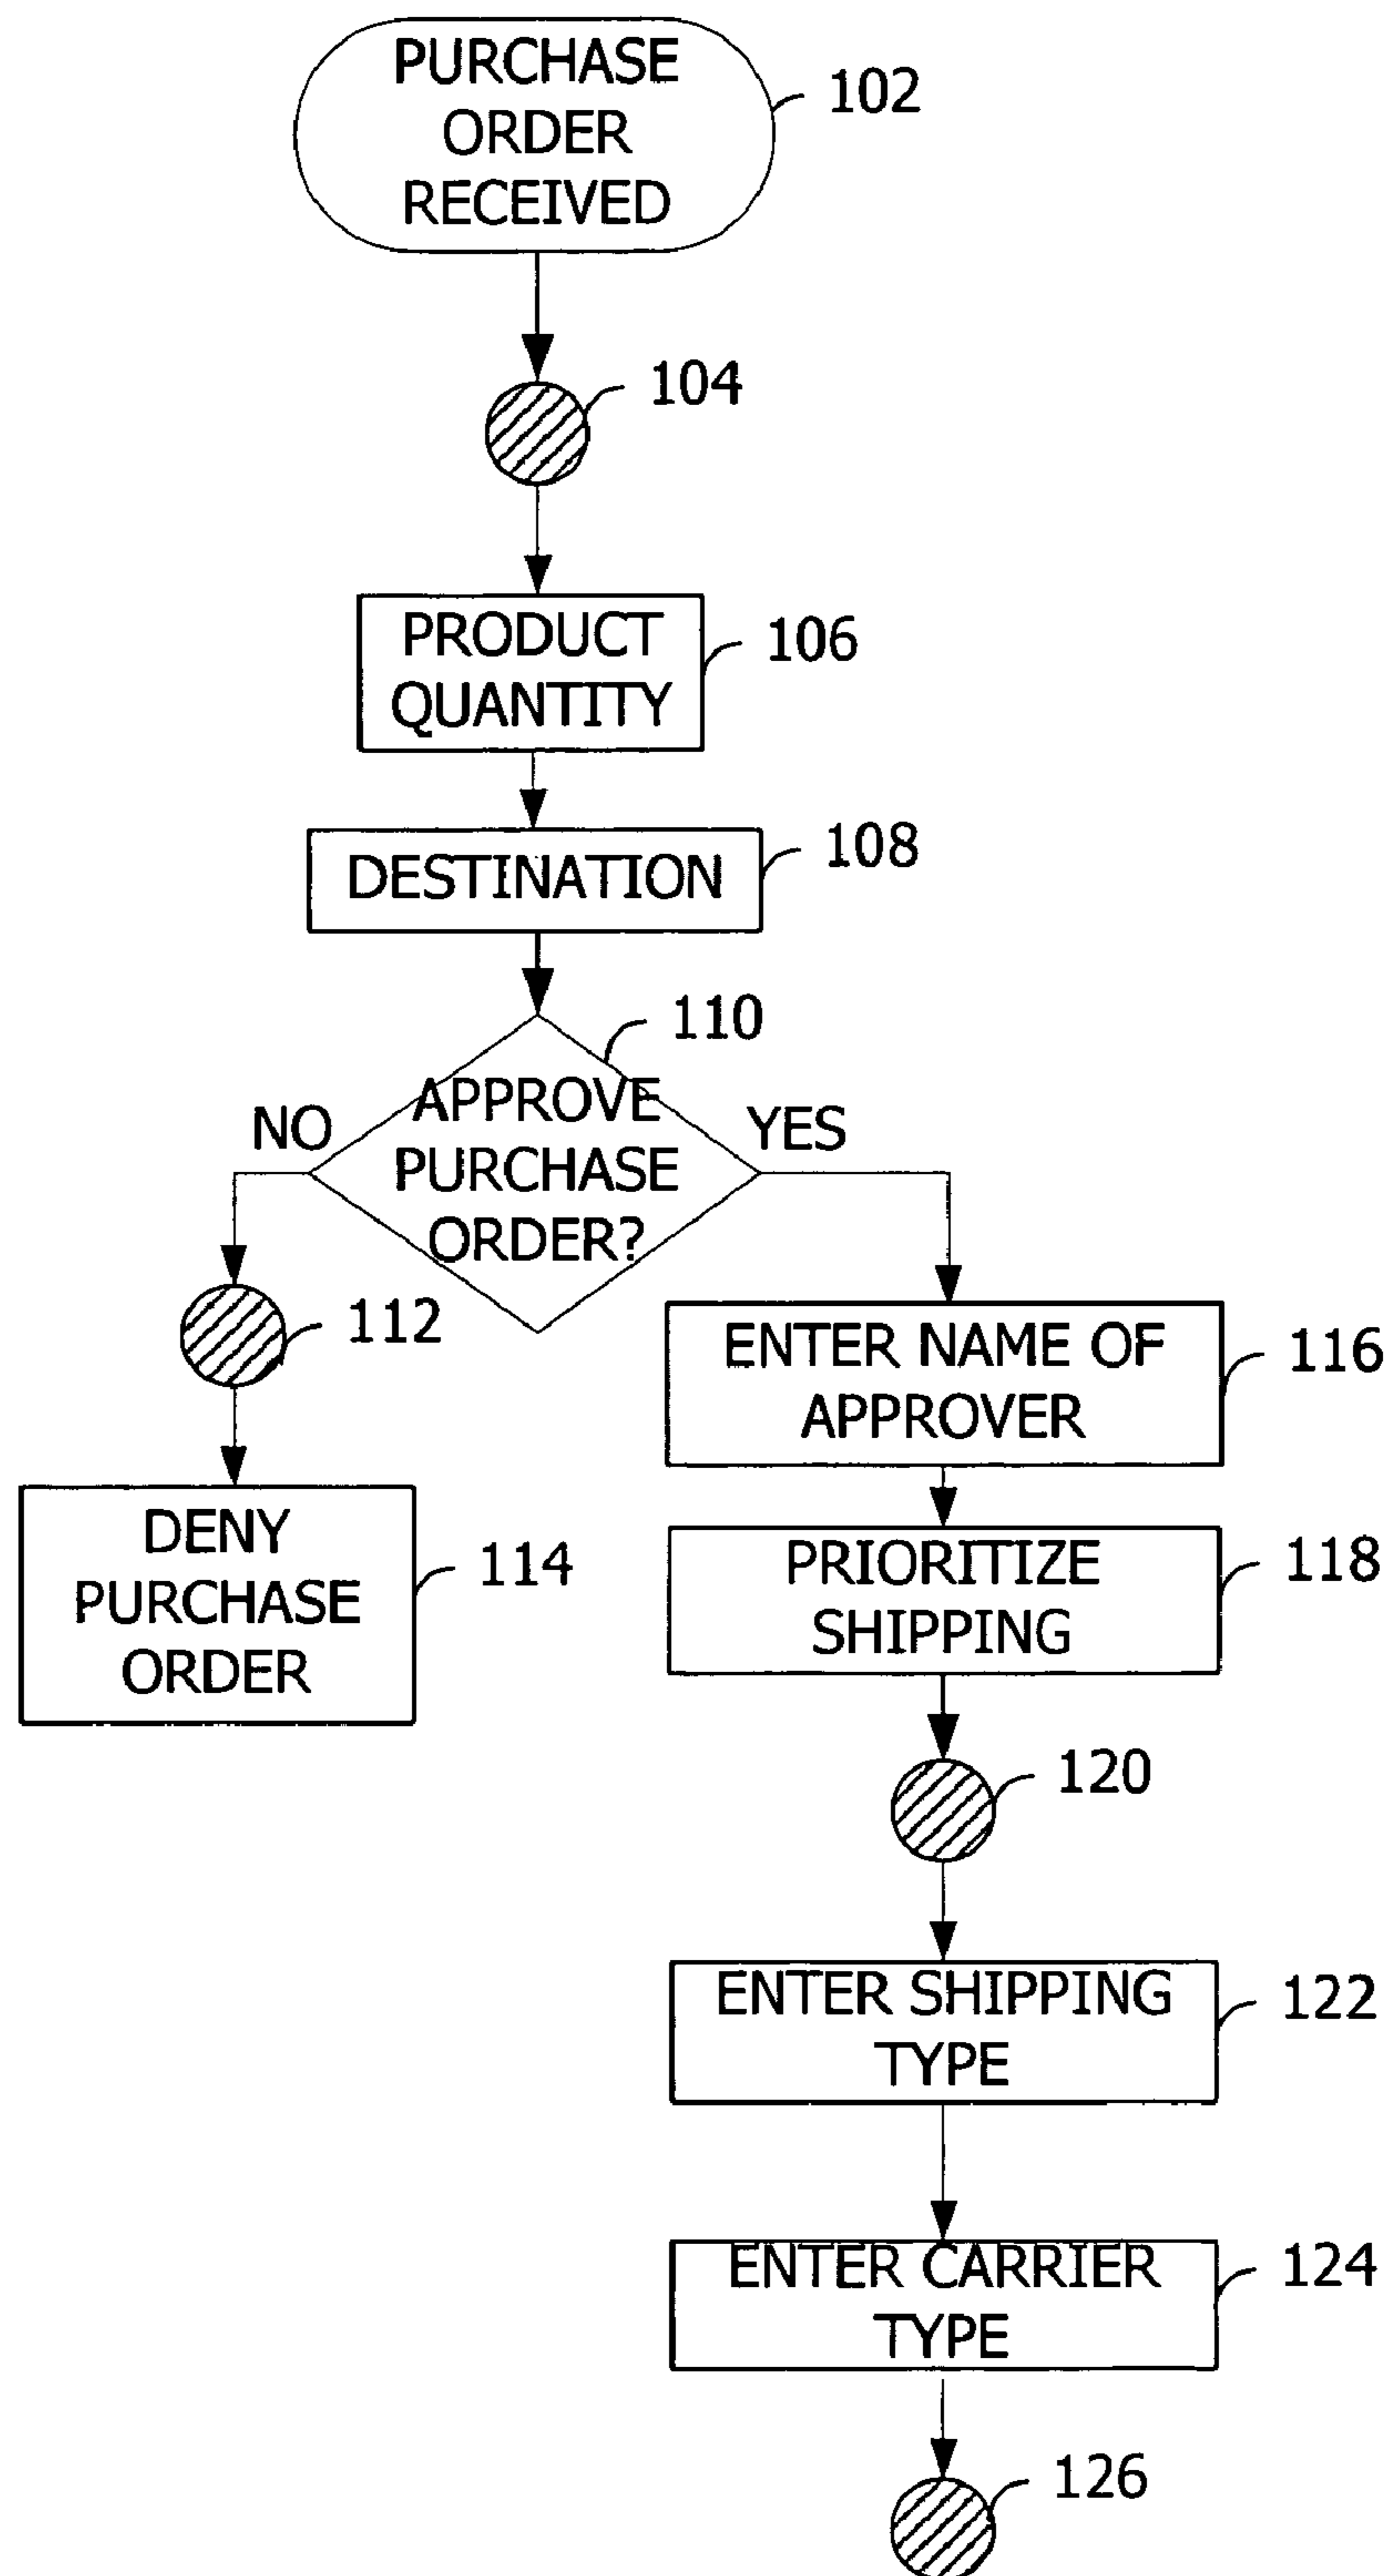 PURCHASE
ORDER
RECEIVED
102
104
PRODUCT
QUANTITY
106
DESTINATION
108
110
APPROVE
PURCHASE
ORDER?
NO
YES
112
ENTER NAME OF
APPROVER
116
DENY
PURCHASE
ORDER
114
PRIORITIZE
SHIPPING
118
120
ENTER SHIPPING
TYPE
122
ENTER CARRIER
TYPE
124
126